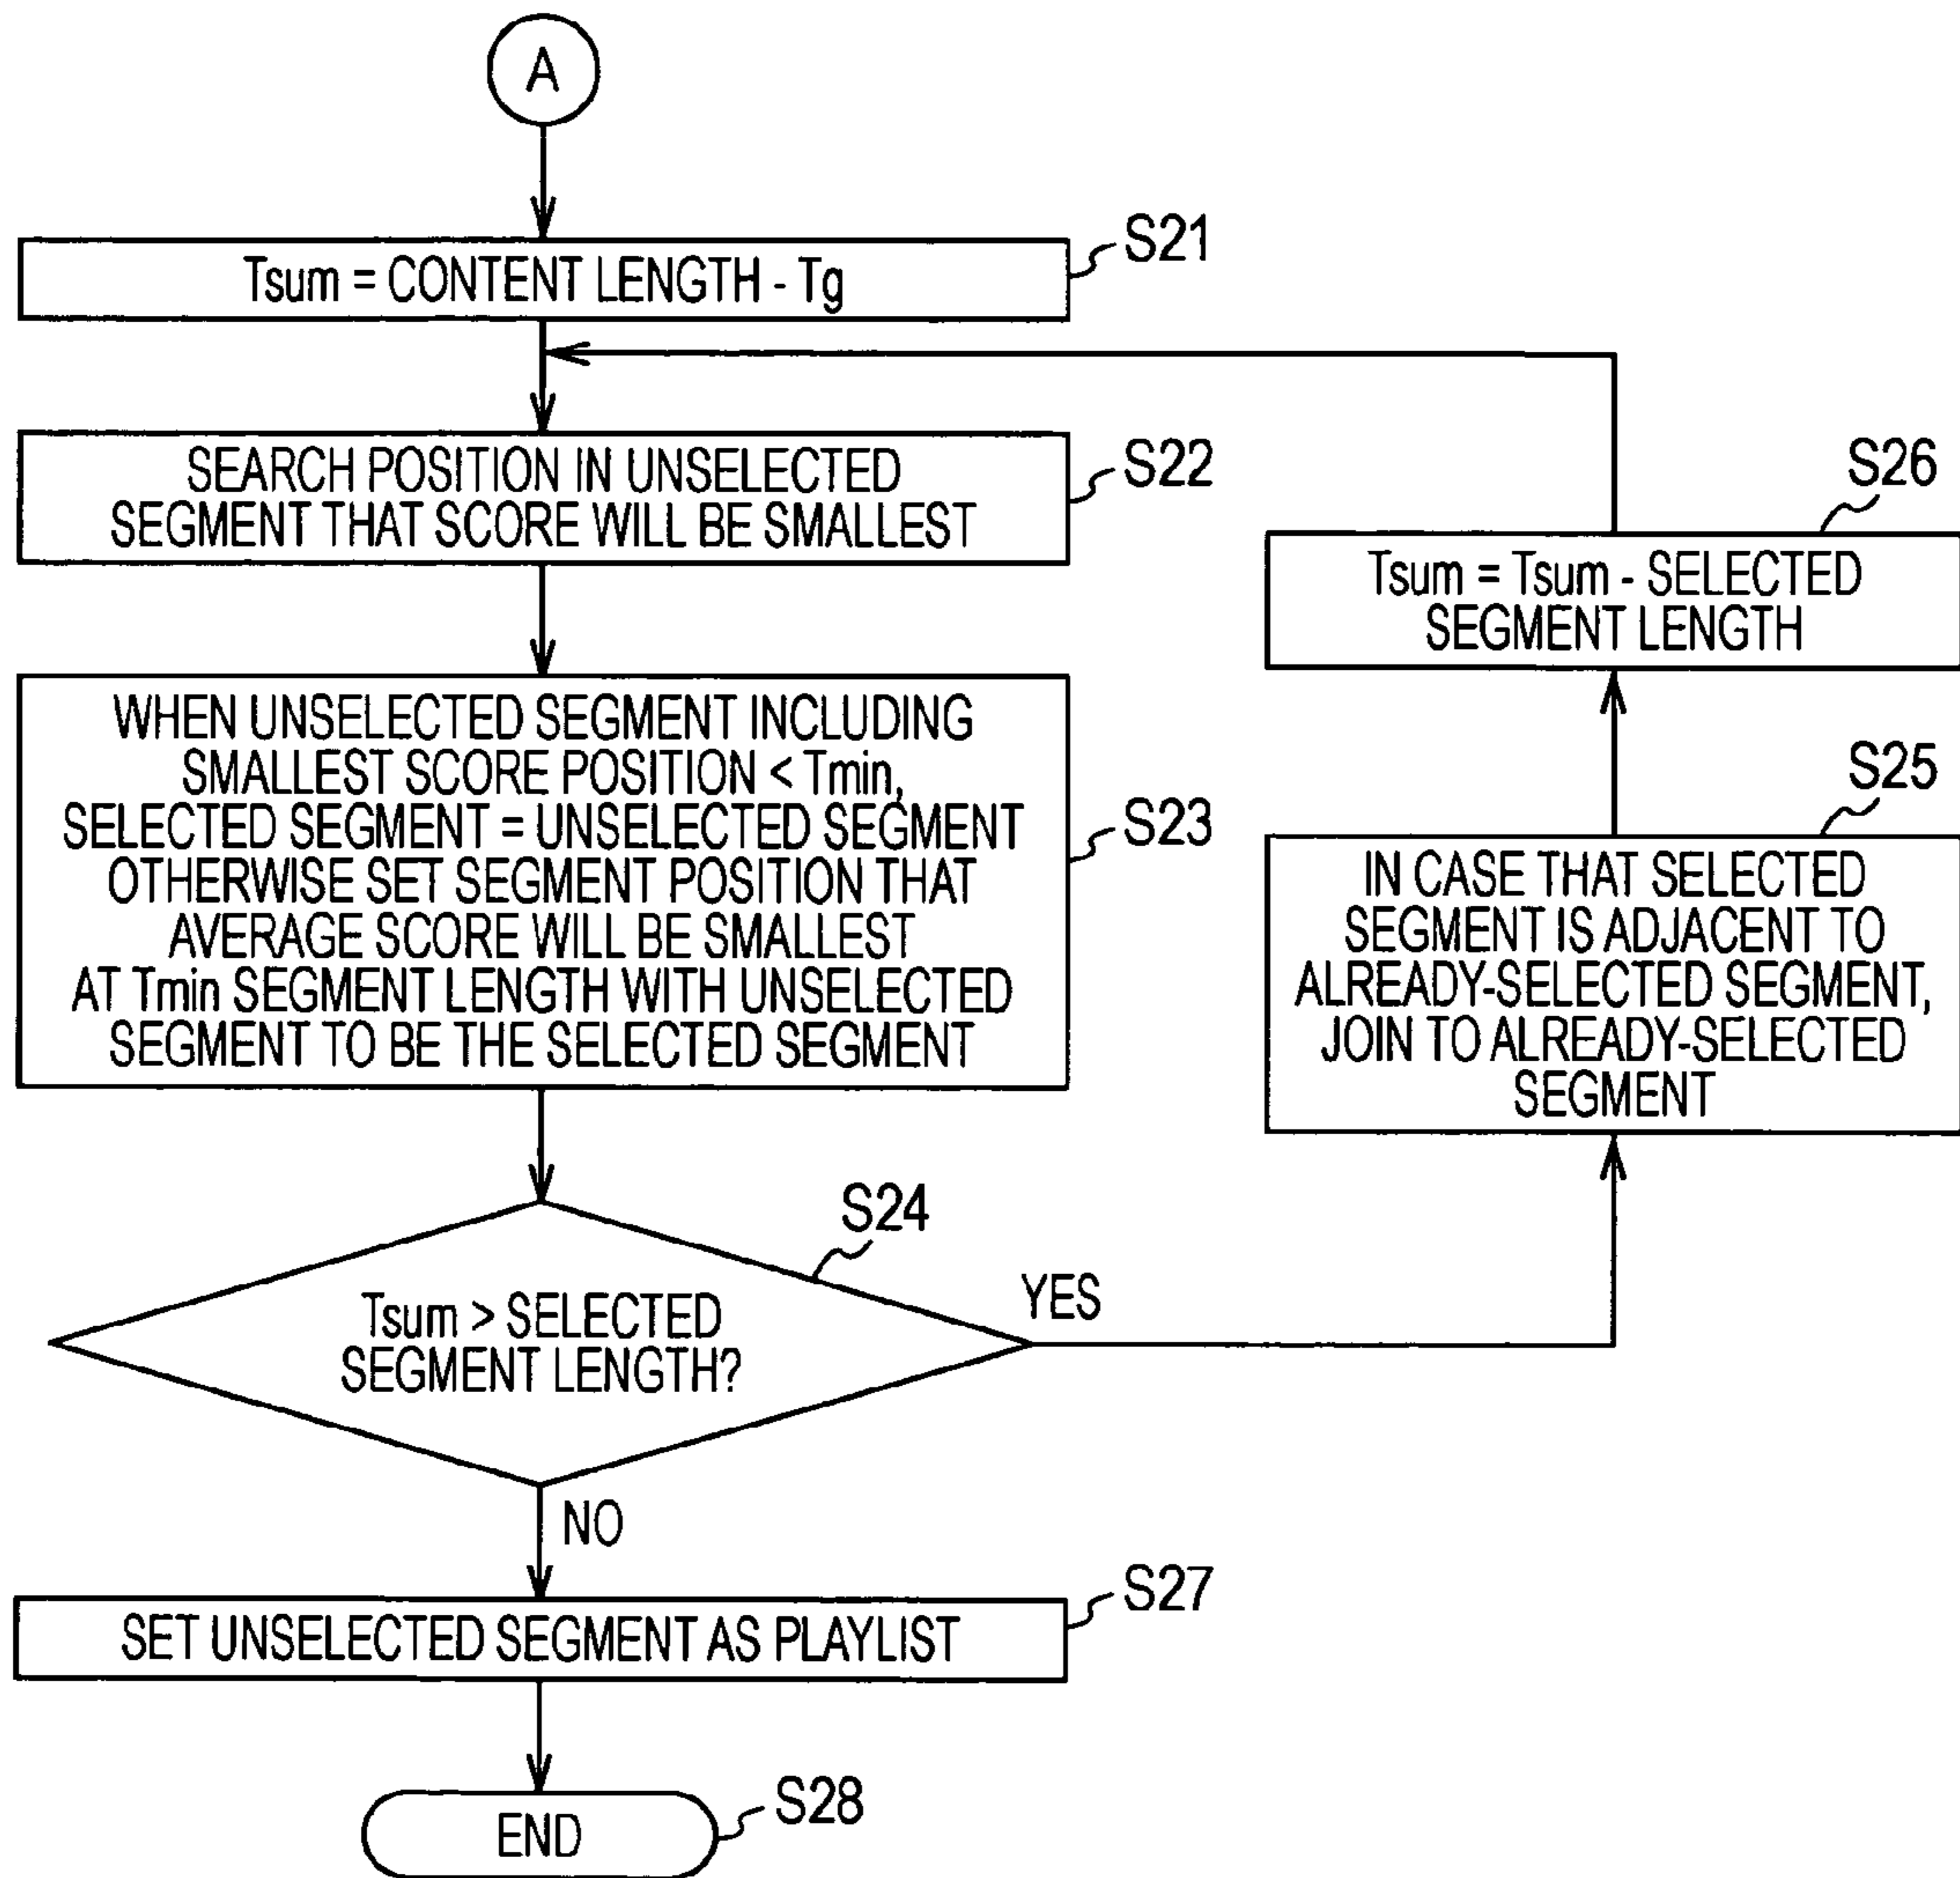 A
S21
Tsum = CONTENT LENGTH - Tg
S22
SEARCH POSITION IN UNSELECTED
SEGMENT THAT SCORE WILL BE SMALLEST
S23
WHEN UNSELECTED SEGMENT INCLUDING
SMALLEST SCORE POSITION < Tmin,
SELECTED SEGMENT = UNSELECTED SEGMENT
OTHERWISE SET SEGMENT POSITION THAT
AVERAGE SCORE WILL BE SMALLEST
AT Tmin SEGMENT LENGTH WITH UNSELECTED
SEGMENT TO BE THE SELECTED SEGMENT
S24
Tsum > SELECTED
SEGMENT LENGTH?
YES
S25
IN CASE THAT SELECTED
SEGMENT IS ADJACENT TO
ALREADY-SELECTED SEGMENT,
JOIN TO ALREADY-SELECTED
SEGMENT
S26
Tsum = Tsum - SELECTED
SEGMENT LENGTH
NO
S27
SET UNSELECTED SEGMENT AS PLAYLIST
S28
END